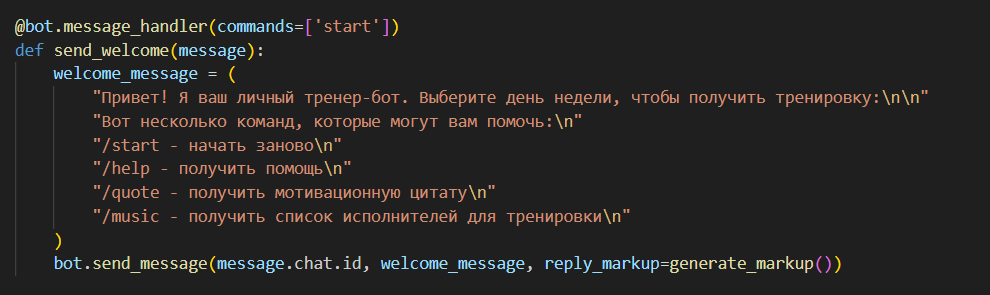 @bot.message_handler(commands=['start'])
def send_welcome(message):
    welcome_message = (
        "Привет! Я ваш личный тренер-бот. Выберите день недели, чтобы получить тренировку:\n\n"
        "Вот несколько команд, которые могут вам помочь:\n"
        "/start - начать заново\n"
        "/help - получить помощь\n"
        "/quote - получить мотивационную цитату\n"
        "/music - получить список исполнителей для тренировки\n"
    )
    bot.send_message(message.chat.id, welcome_message, reply_markup=generate_markup())